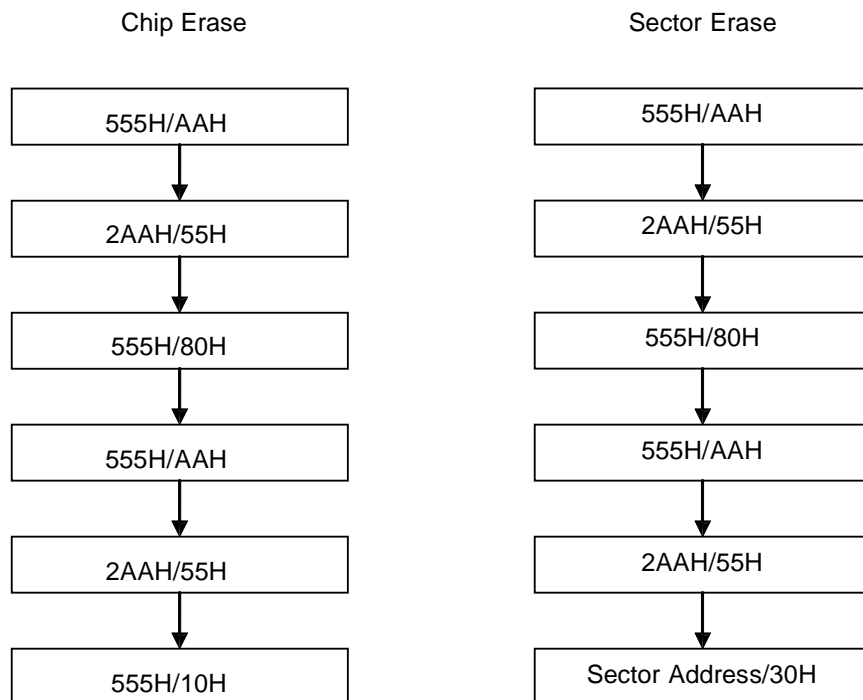 Chip Erase
555H/AAH
2AAH/55H
555H/80H
555H/AAH
2AAH/55H
555H/10H
Sector Erase
555H/AAH
2AAH/55H
555H/80H
555H/AAH
2AAH/55H
Sector Address/30H